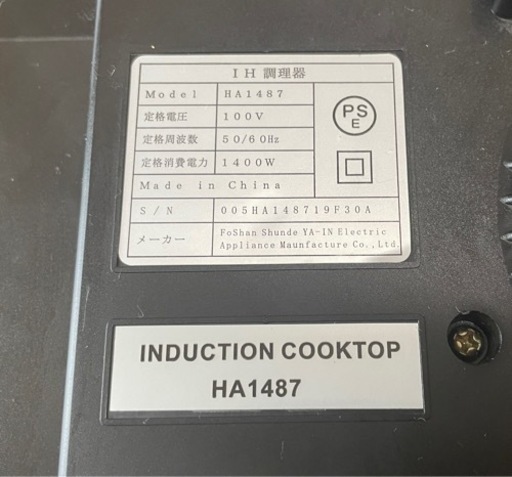 IH 調理器
Model HA1487
定格電圧 100V
定格周波数 50/60Hz
定格消費電力 1400W
Made in China
PS
E
S/N 005HA148719F30A
メーカー FoShan Shunde YA-IN Electric
Appliance Maunfacture Co.,Ltd.
INDUCTION COOKTOP
HA1487